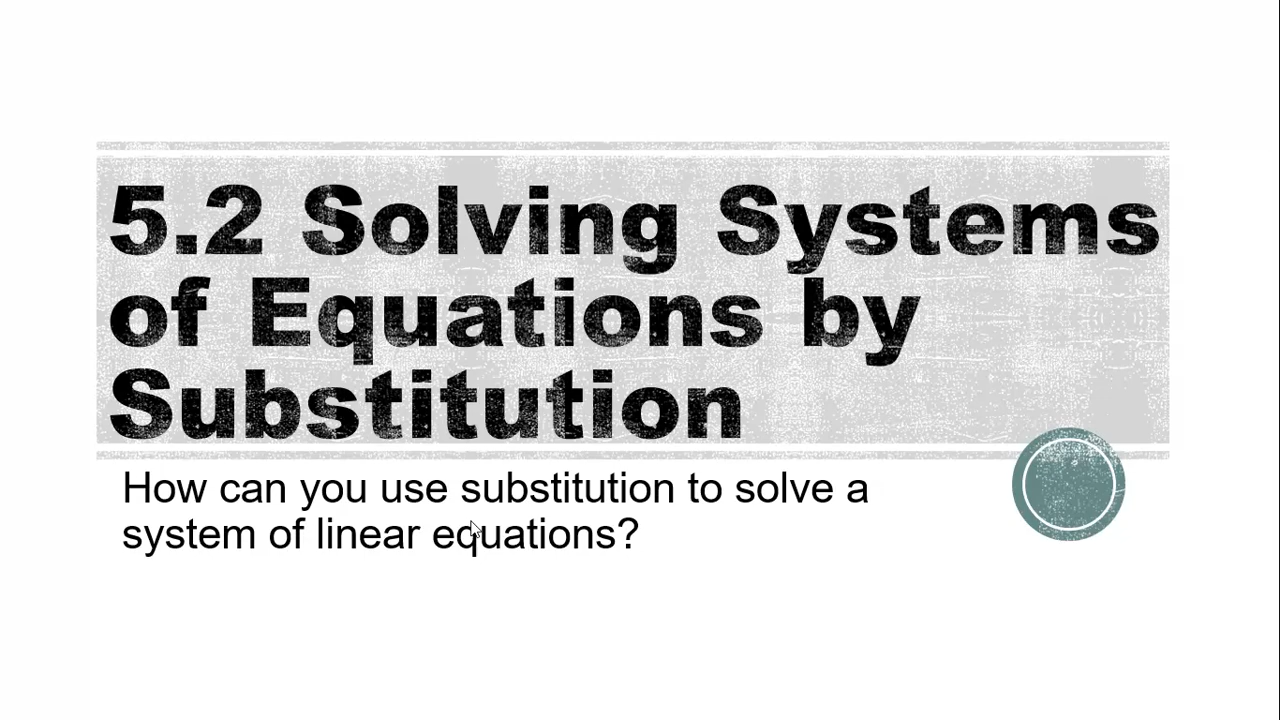 5.2 Solving Systems
of Equations by
Substitution
How can you use substitution to solve a
system of linear equations?